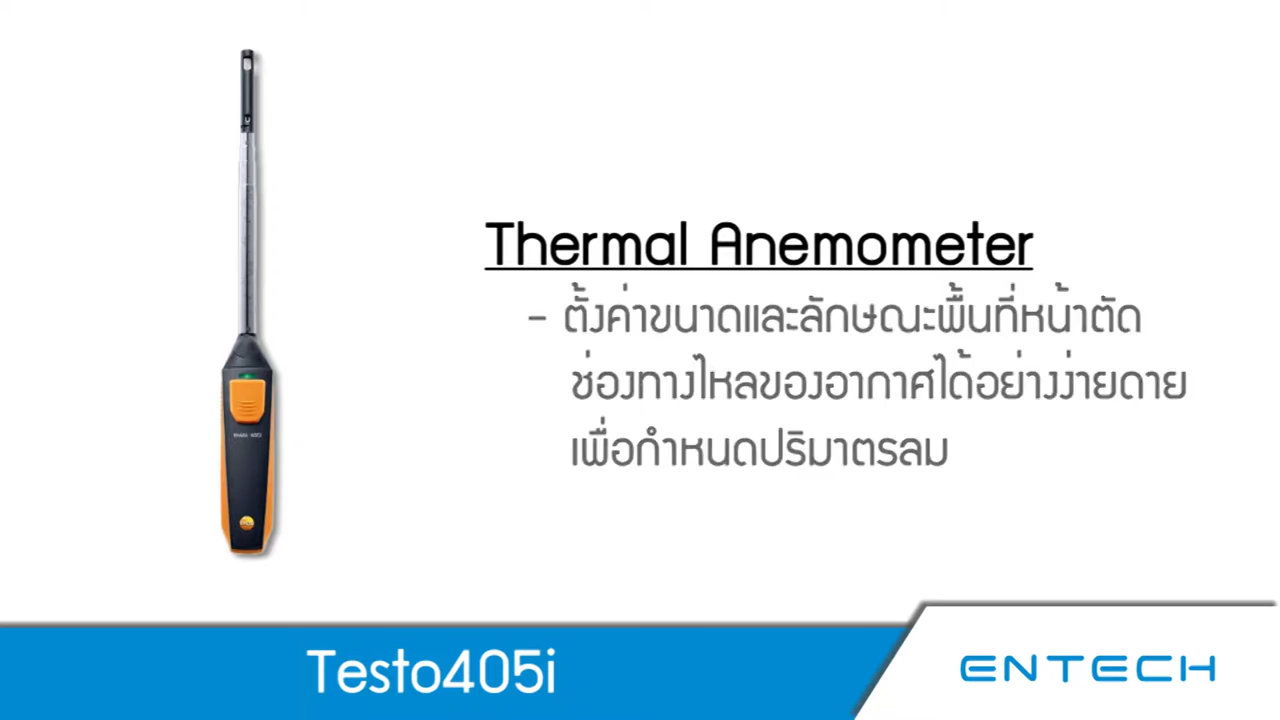 Thermal Anemometer
- ตั้งค่าขนาดและลักษณะพื้นที่หน้าตัด
ช่องทางไหลของอากาศได้อย่างง่ายดาย
เพื่อกำหนดปริมาตรลม
testo 405i
Testo405i
ENTECH